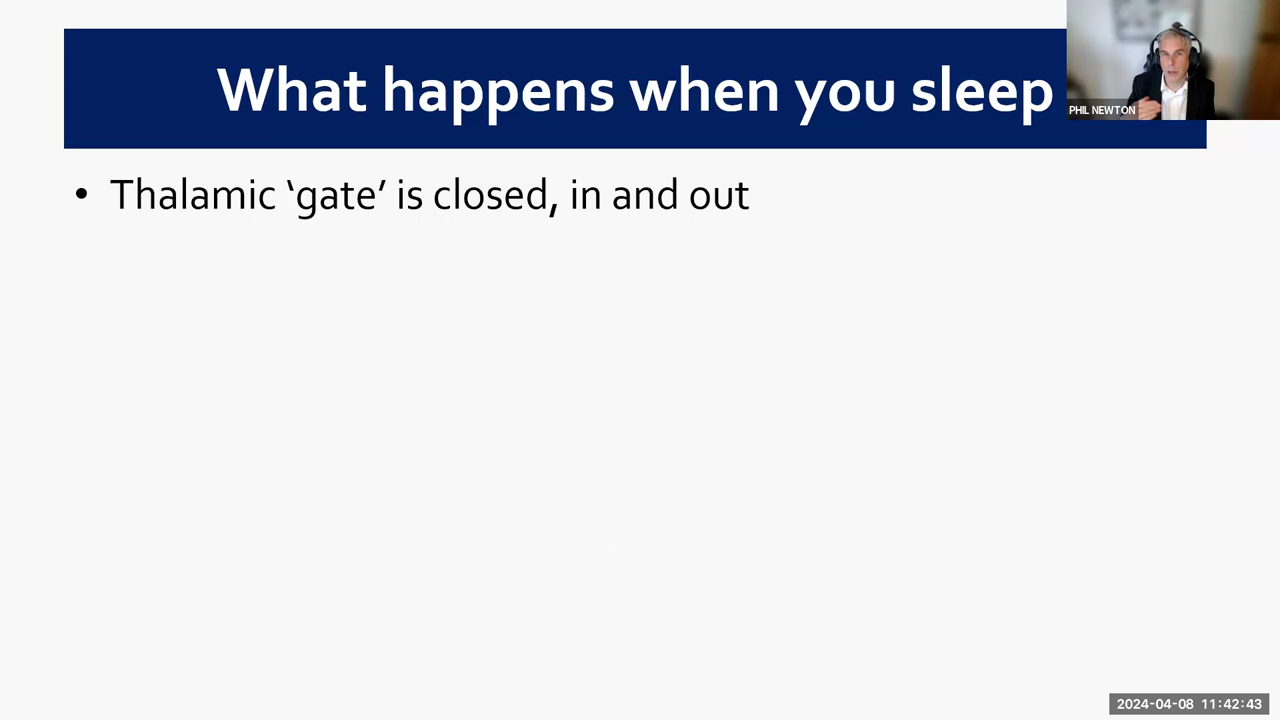 What happens when you sleep
PHIL NEWTON
• Thalamic ‘gate’ is closed, in and out
2024-04-08 11:42:43